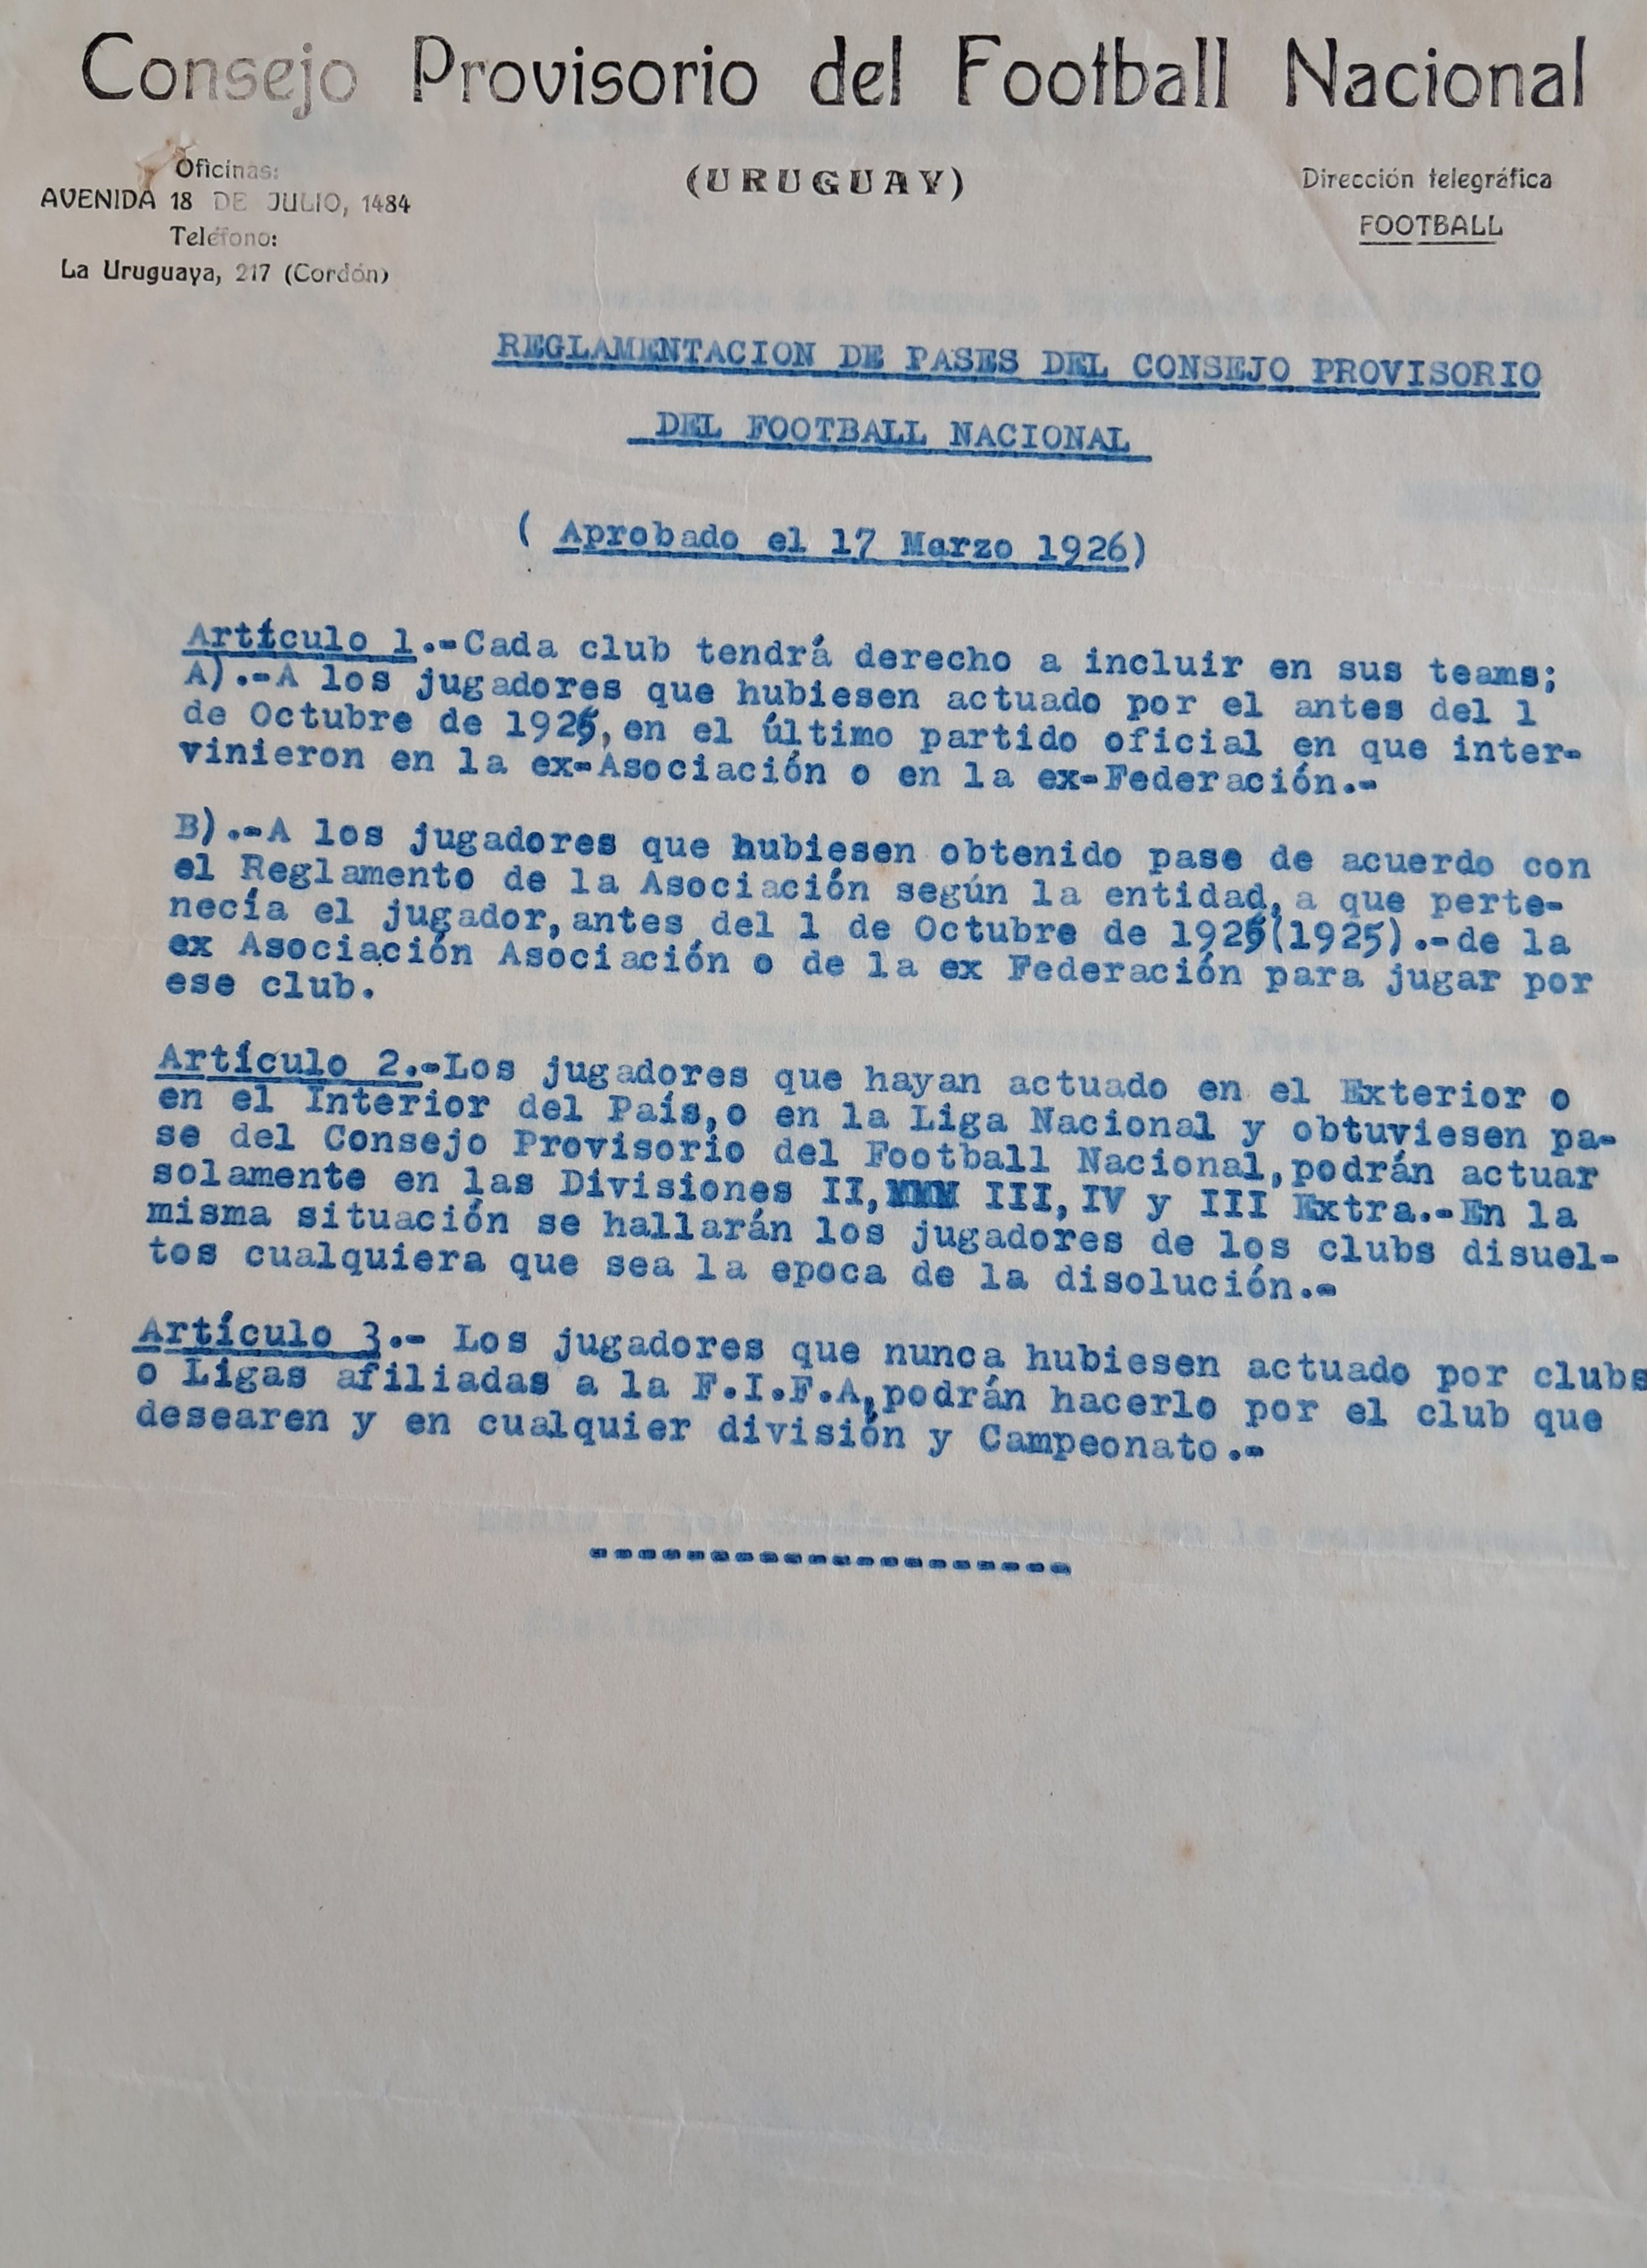 Consejo Provisorio del Football Nacional
(URUGUAY)
Oficinas:
AVENIDA 18 DE JULIO, 1484
Teléfono:
La Uruguaya, 217 (Cordón)
Dirección telegráfica
FOOTBALL
REGLAMENTACION DE PASES DEL CONSEJO PROVISORIO
DEL FOOTBALL NACIONAL
( Aprobado el 17 Marzo 1926)
Artículo 1.-Cada club tendrá derecho a incluir en sus teams;
A).-A los jugadores que hubiesen actuado por el antes del 1
de Octubre de 1925, en el último partido oficial en que inter-
vinieron en la ex-Asociación o en la ex-Federación.-
B).-A los jugadores que hubiesen obtenido pase de acuerdo con
el Reglamento de la Asociación según la entidad, a que perte-
necía el jugador, antes del 1 de Octubre de 1925(1925).-de la
ex Asociación Asociación o de la ex Federación para jugar por
ese club.
Artículo 2.-Los jugadores que hayan actuado en el Exterior o
en el Interior del País, o en la Liga Nacional y obtuviesen pa-
se del Consejo Provisorio del Football Nacional, podrán actuar
solamente en las Divisiones II, III, IV y III Extra.-En la
misma situación se hallarán los jugadores de los clubs disuel-
tos cualquiera que sea la epoca de la disolución.-
Artículo 3.- Los jugadores que nunca hubiesen actuado por clubs
o Ligas afiliadas a la F.I.F.A, podrán hacerlo por el club que
desearen y en cualquier división y Campeonato.-
--------------------